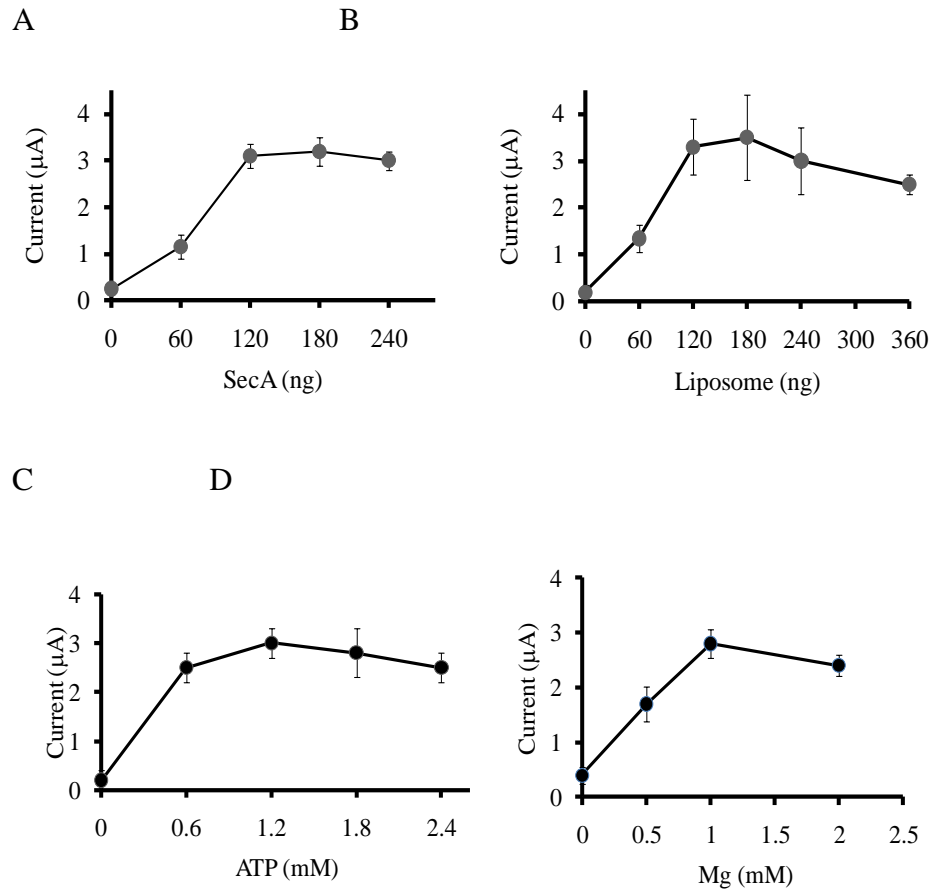 A B
Current (µA)
4
3
2
1
0
0 60 120 180 240
SecA (ng)
Current (µA)
4
3
2
1
0
0 60 120 180 240 300 360
Liposome (ng)
C D
Current (µA)
4
3
2
1
0
0 0.6 1.2 1.8 2.4
ATP (mM)
Current (µA)
4
3
2
1
0
0 0.5 1 1.5 2 2.5
Mg (mM)